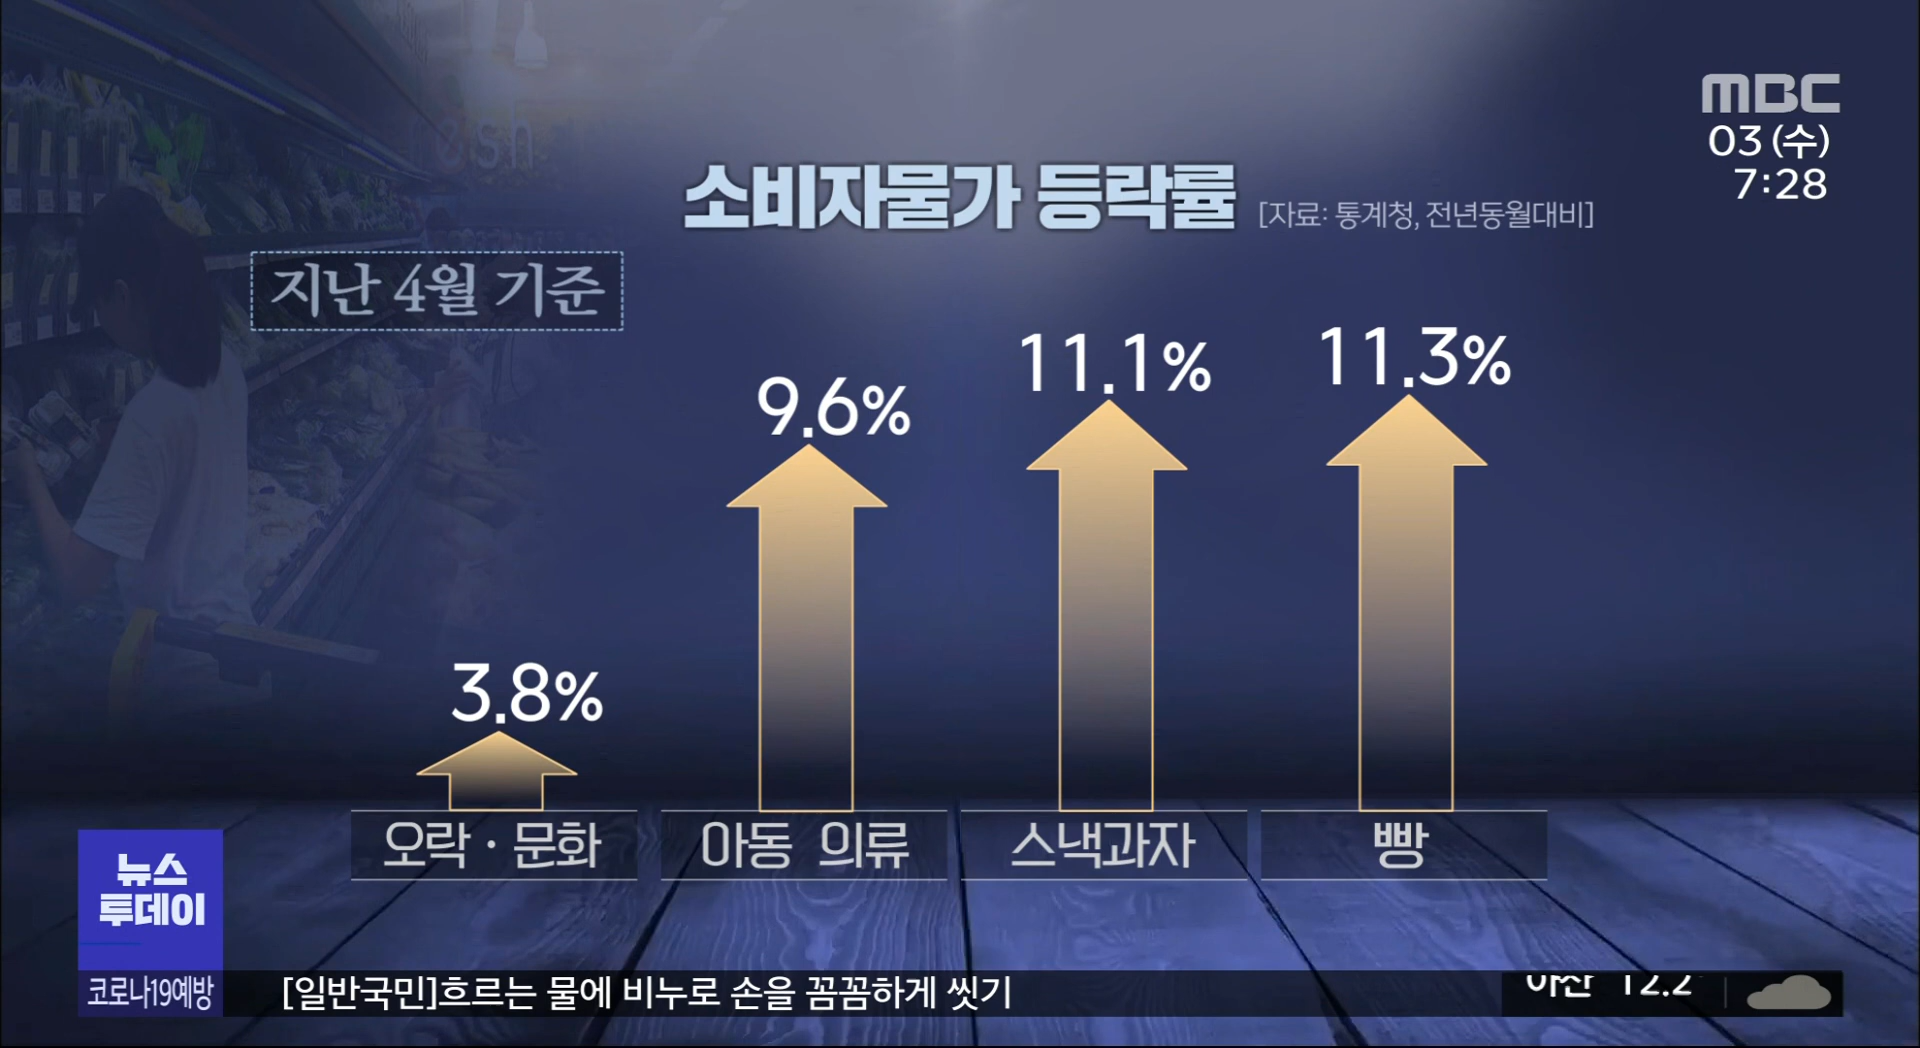 MBC
03 (수)
7:28
소비자물가 등락률 [자료: 통계청, 전년동월대비]
지난 4월 기준
3.8%
9.6%
11.1%
11.3%
오락·문화
아동 의류
스낵과자
빵
뉴스
투데이
코로나19예방
[일반국민]흐르는 물에 비누로 손을 꼼꼼하게 씻기